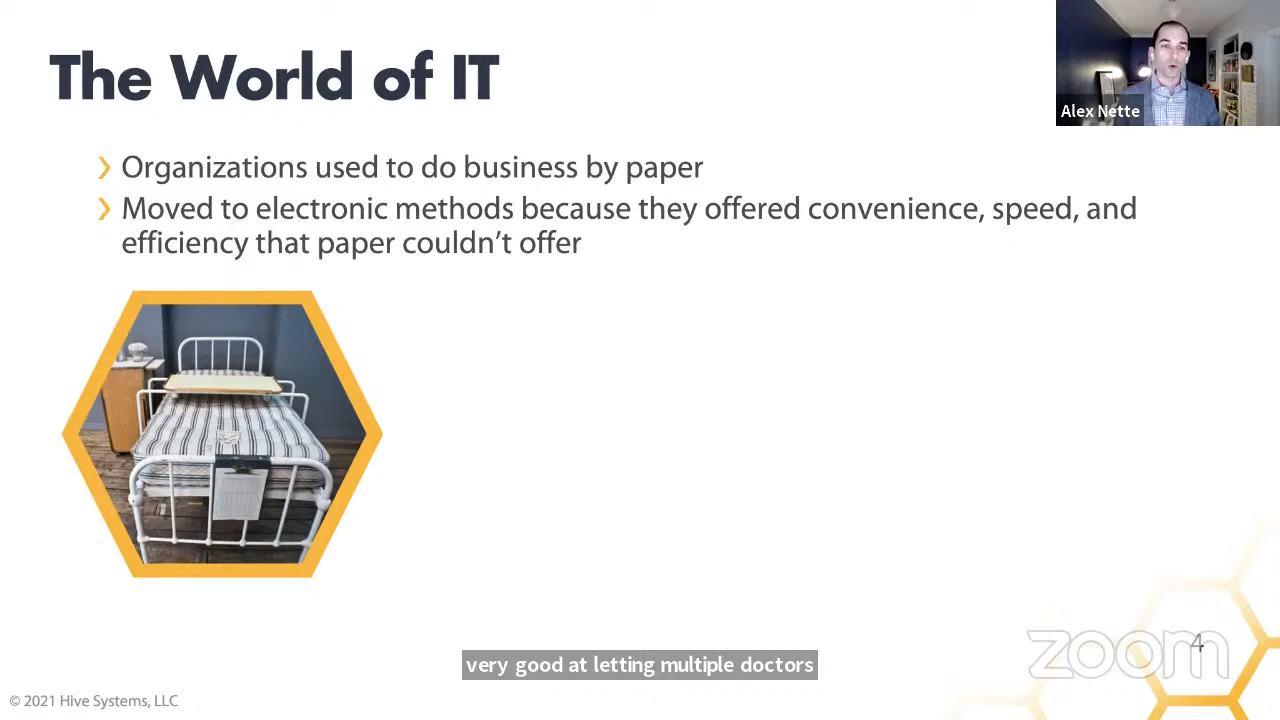 The World of IT
Alex Nette
Organizations used to do business by paper
Moved to electronic methods because they offered convenience, speed, and
efficiency that paper couldn’t offer
very good at letting multiple doctors
zoom
4
© 2021 Hive Systems, LLC